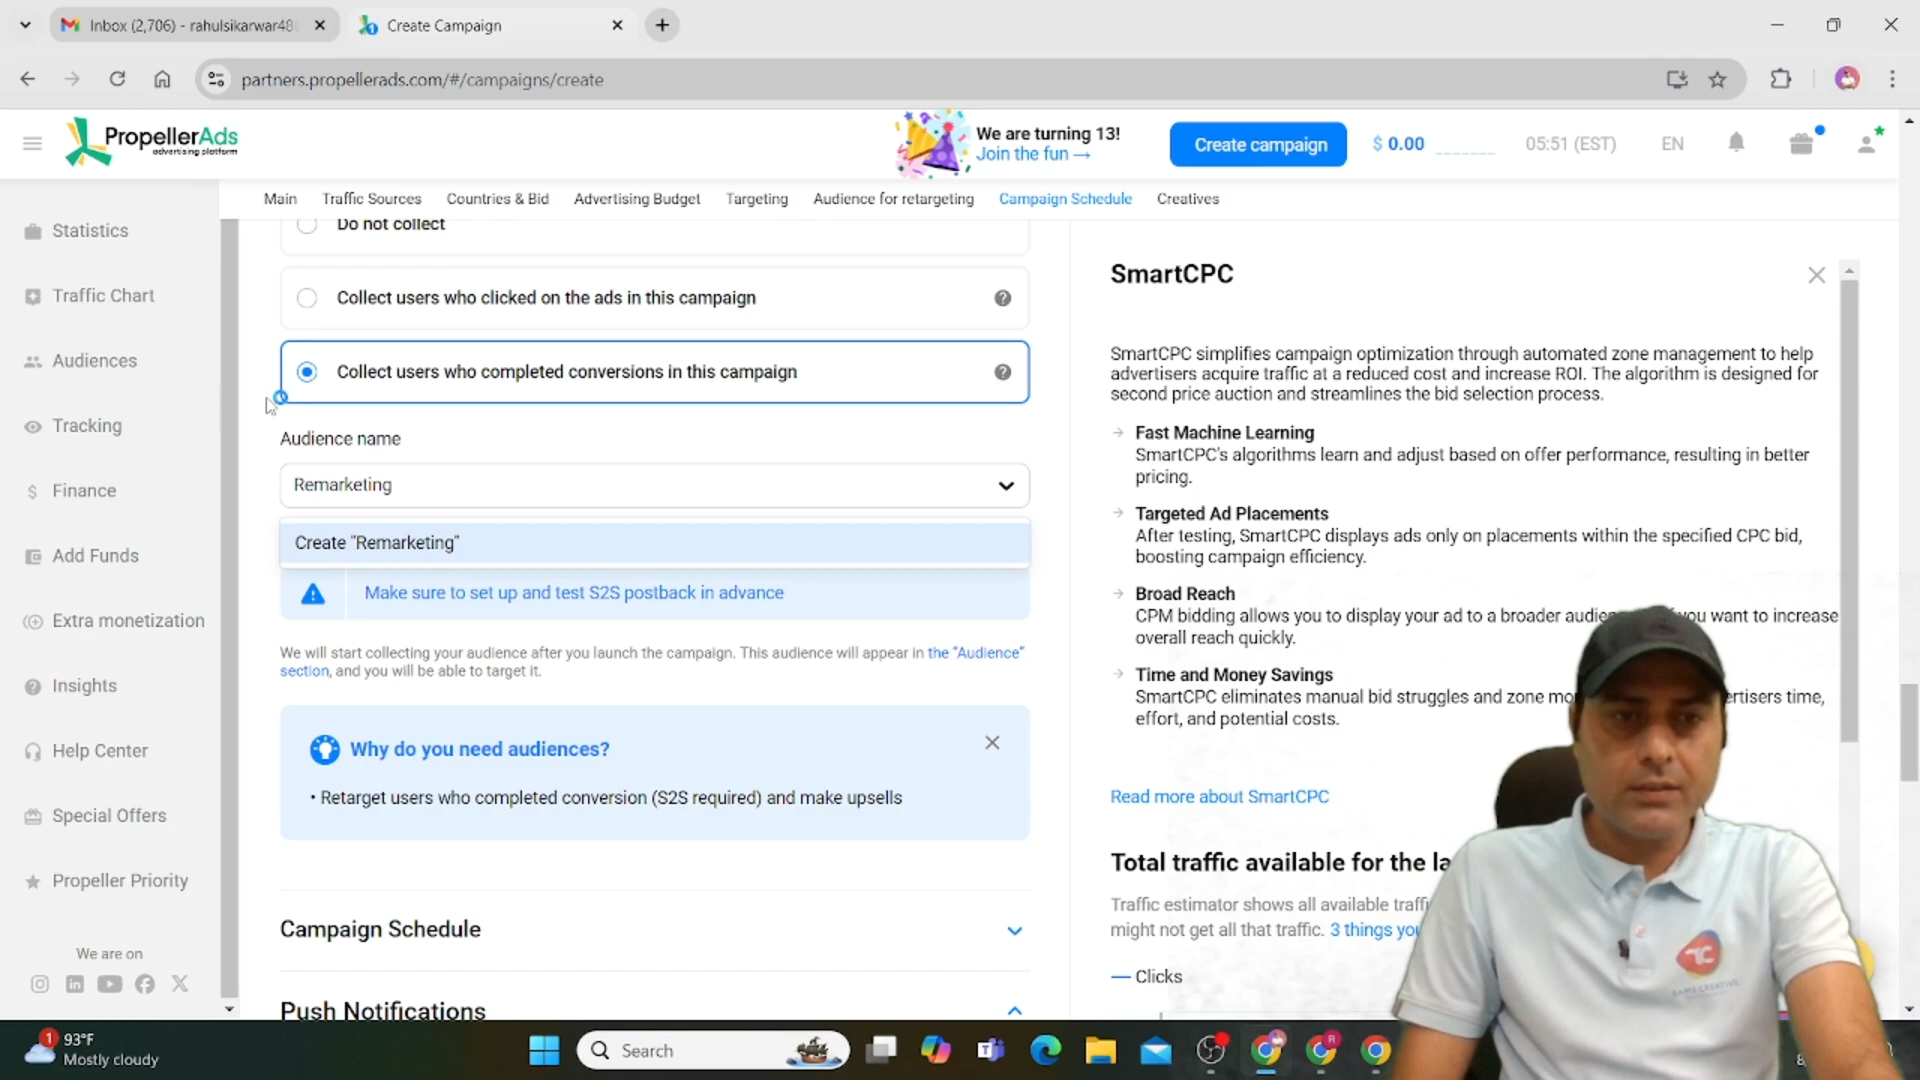 Inbox (2,706) - rahulsikarwar48
Create Campaign
partners.propellerads.com/#/campaigns/create
PropellerAds
advertising platform
We are turning 13!
Join the fun →
Create campaign
$ 0.00
05:51 (EST)
EN
Main
Traffic Sources
Countries & Bid
Advertising Budget
Targeting
Audience for retargeting
Campaign Schedule
Creatives
Statistics
Traffic Chart
Audiences
Tracking
Finance
Add Funds
Extra monetization
Insights
Help Center
Special Offers
Propeller Priority
We are on
Do not collect
Collect users who clicked on the ads in this campaign
Collect users who completed conversions in this campaign
Audience name
Remarketing
Create "Remarketing"
Make sure to set up and test S2S postback in advance
We will start collecting your audience after you launch the campaign. This audience will appear in the "Audience"
section, and you will be able to target it.
Why do you need audiences?
• Retarget users who completed conversion (S2S required) and make upsells
Campaign Schedule
Push Notifications
SmartCPC
SmartCPC simplifies campaign optimization through automated zone management to help
advertisers acquire traffic at a reduced cost and increase ROI. The algorithm is designed for
second price auction and streamlines the bid selection process.
Fast Machine Learning
SmartCPC's algorithms learn and adjust based on offer performance, resulting in better
pricing.
Targeted Ad Placements
After testing, SmartCPC displays ads only on placements within the specified CPC bid,
boosting campaign efficiency.
Broad Reach
CPM bidding allows you to display your ad to a broader you want to increase
overall reach quickly.
Time and Money Savings
SmartCPC eliminates manual bid struggles and zone time,
effort, and potential costs.
Read more about SmartCPC
Total traffic available for the
Traffic estimator shows all available
might not get all that traffic. 3 things
Clicks
93°F
Mostly cloudy
Search